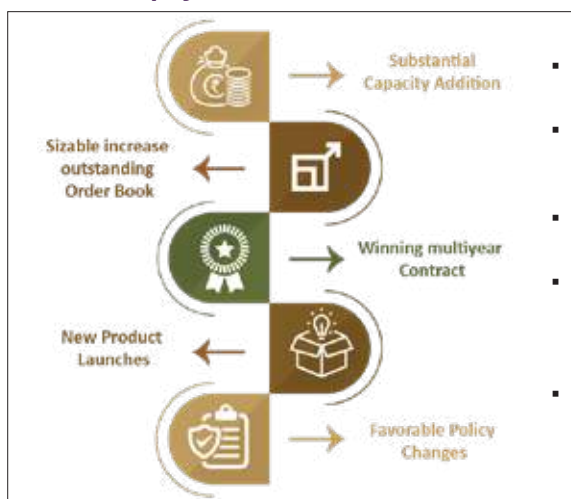 Substantial
Capacity Addition
Sizable increase
outstanding
Order Book
Winning multiyear
Contract
New Product
Launches
Favorable Policy
Changes